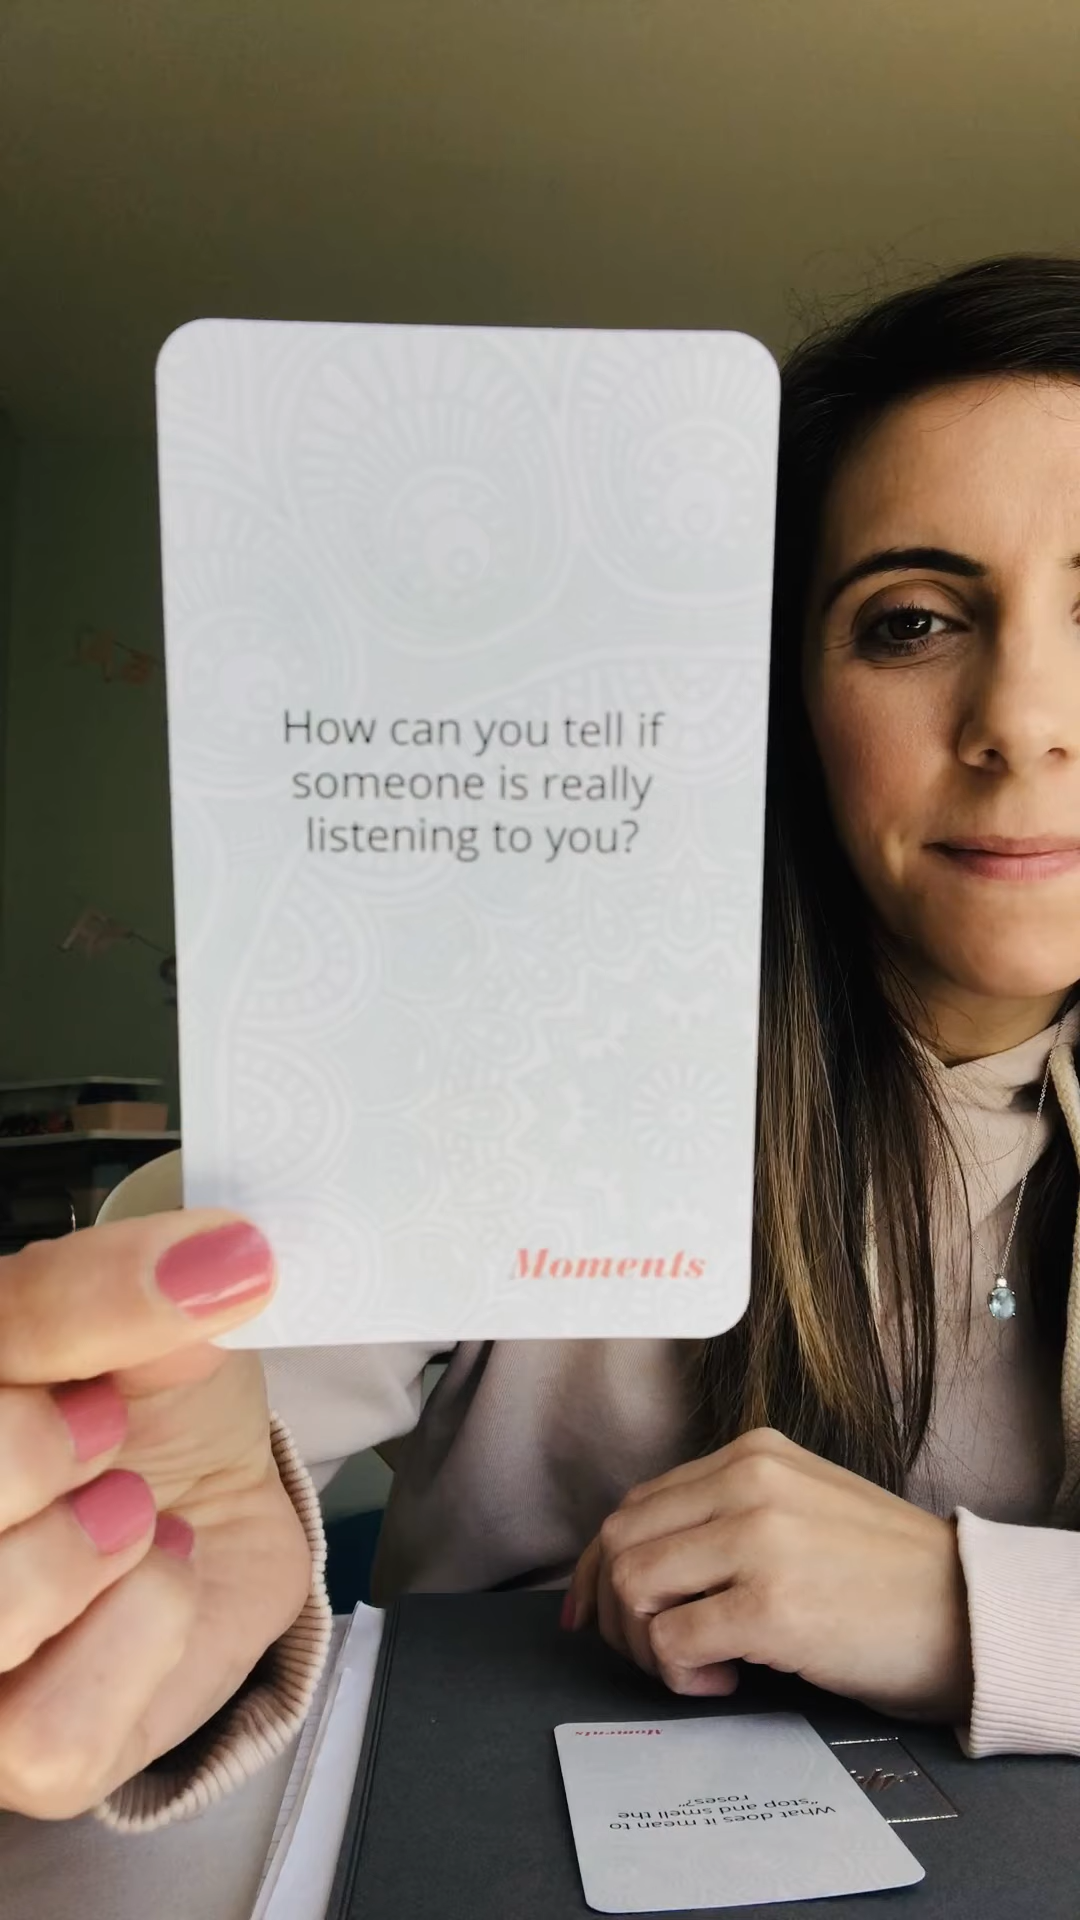 How can you tell if
someone is really
listening to you?
Moments
Moments
What does it mean to
"stop and smell the
roses?"